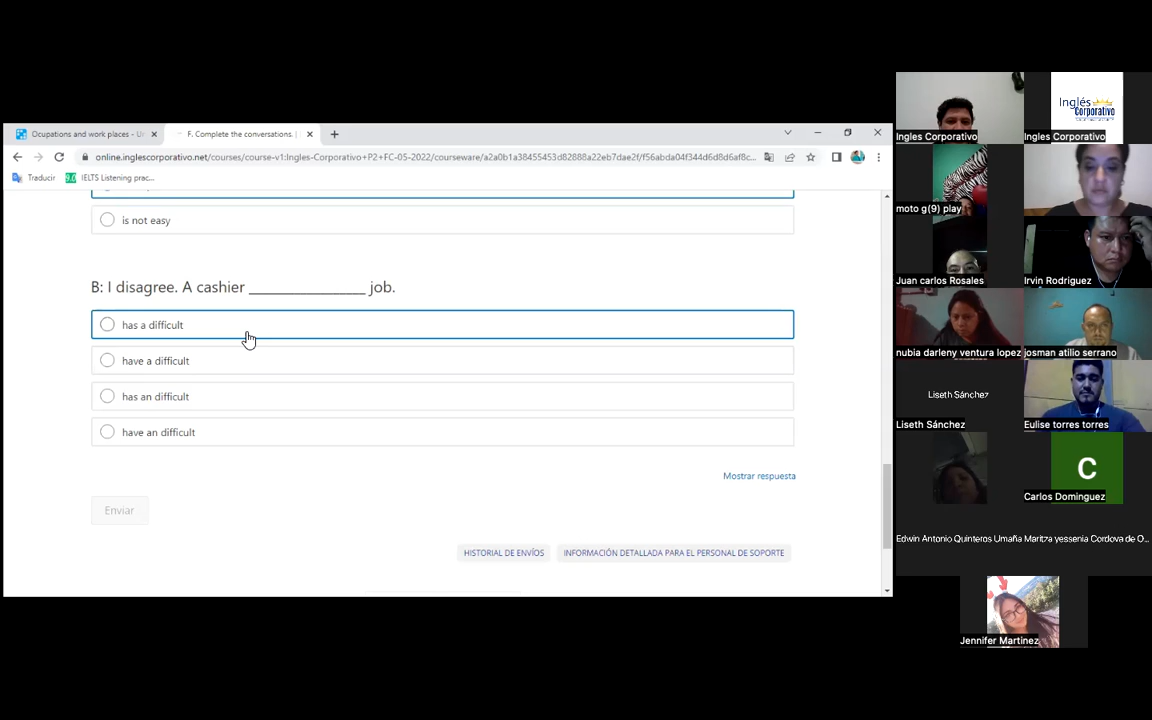 Ocupations and work places - Ur
F. Complete the conversations. |
online.inglescorporativo.net/courses/course-v1:Ingles-Corporativo+P2+FC-05-2022/courseware/a2a0b1a38455453d82888a22eb7dae2f/f56abda04f344d6d8d6af8c...
Traducir
IELTS Listening prac...
is not easy
B: I disagree. A cashier ______________ job.
has a difficult
have a difficult
has an difficult
have an difficult
Mostrar respuesta
Enviar
HISTORIAL DE ENVÍOS
INFORMACIÓN DETALLADA PARA EL PERSONAL DE SOPORTE
Ingles Corporativo
Inglés
Corporativo
Ingles Corporativo
moto g(9) play
Juan carlos Rosales
Irvin Rodriguez
nubia darleny ventura lopez
josman atilio serrano
Liseth Sánchez
Liseth Sánchez
Eulise torres torres
C
Carlos Dominguez
Edwin Antonio Quinteros Umaña
Maritza yessenia Cordova de O...
Jennifer Martinez